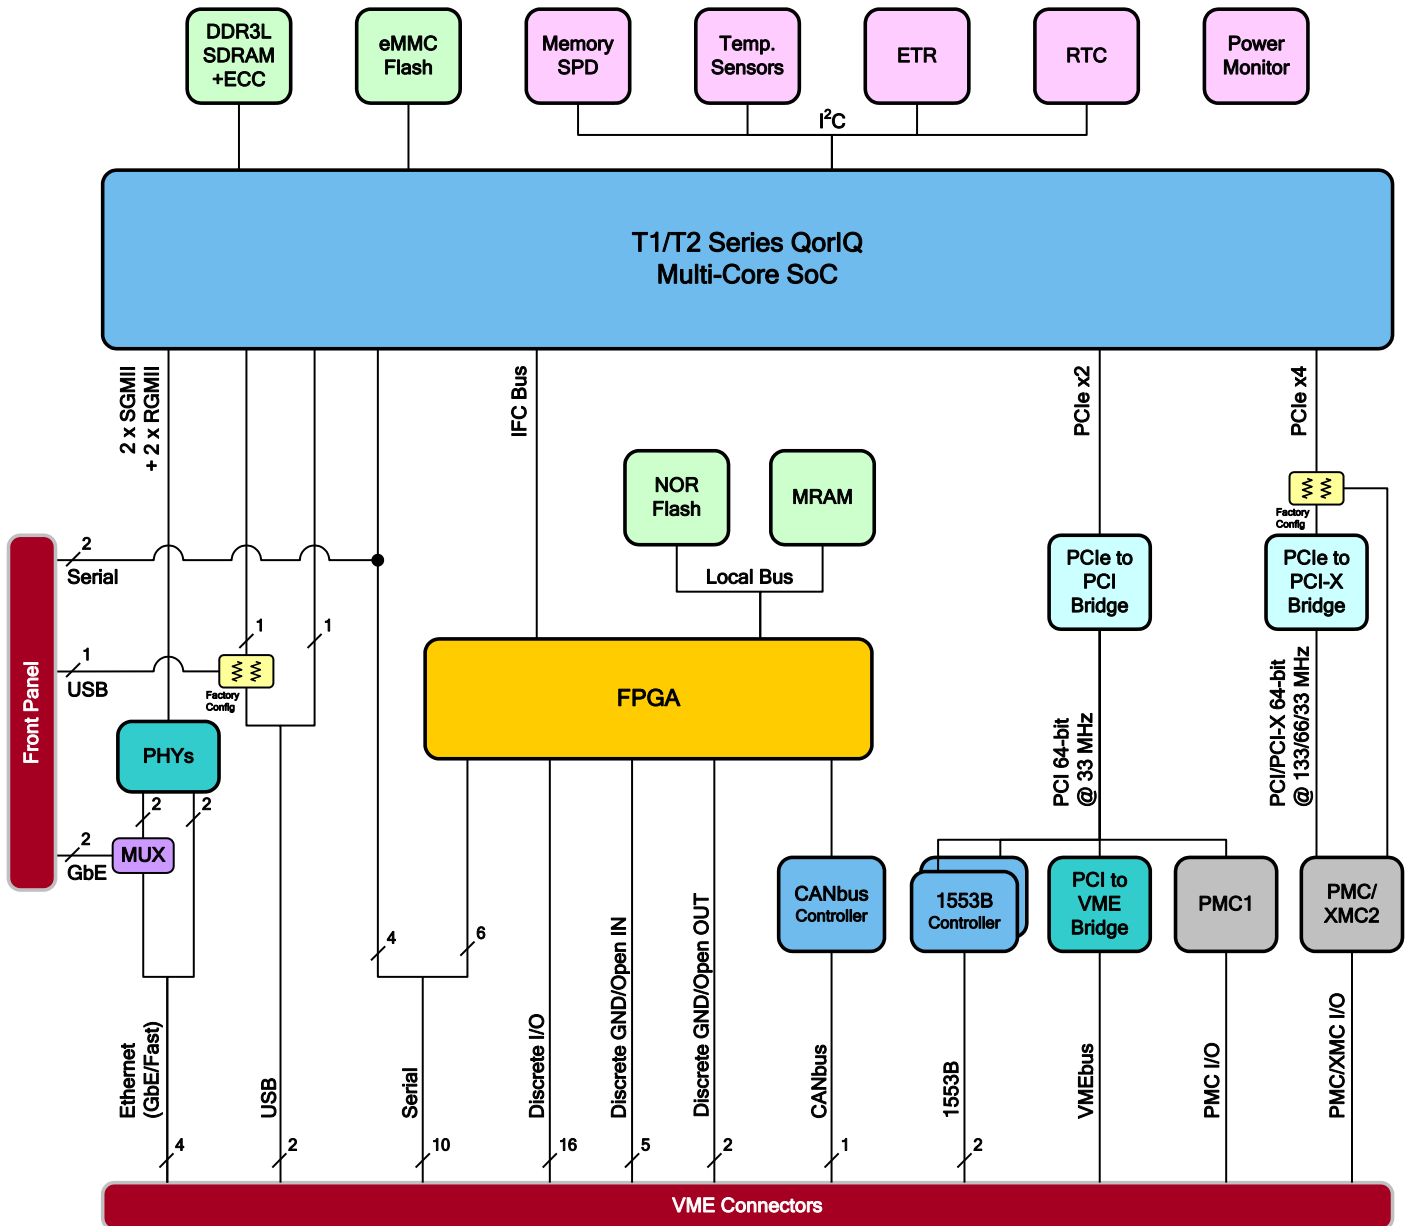 DDR3L
SDRAM
+ECC
eMMC
Flash
Memory
SPD
Temp.
Sensors
ETR
RTC
Power
Monitor
I²C
T1/T2 Series QorIQ
Multi-Core SoC
2 x SGMII
+ 2 x RGMII
IFC Bus
PCIe x2
PCIe x4
NOR
Flash
MRAM
Local Bus
Factory
Config
PCIe to
PCI
Bridge
PCIe to
PCI-X
Bridge
Front Panel
2
Serial
1
1
1
USB
Factory
Config
FPGA
PHYs
2
2
2
GbE
MUX
PCI 64-bit
@ 33 MHz
PCI/PCI-X 64-bit
@ 133/66/33 MHz
CANbus
Controller
1553B
Controller
PCI to
VME
Bridge
PMC1
PMC/
XMC2
4
6
Ethernet
(GbE/Fast)
USB
Serial
Discrete I/O
Discrete GND/Open IN
Discrete GND/Open OUT
CANbus
1553B
VMEbus
PMC I/O
PMC/XMC I/O
4
2
10
16
5
2
1
2
VME Connectors